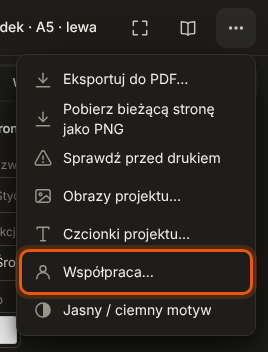 dek · A5 · lewa
Eksportuj do PDF...
Pobierz bieżącą stronę
jako PNG
Sprawdź przed drukiem
Obrazy projektu...
Czcionki projektu...
Współpraca...
Jasny / ciemny motyw